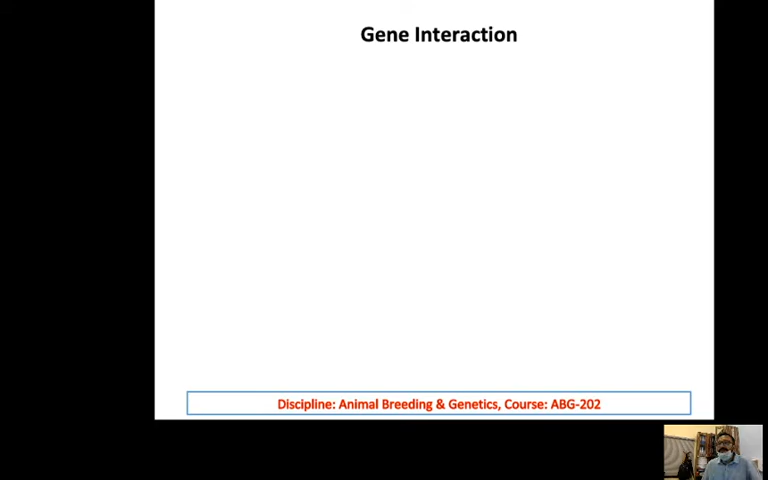 Gene Interaction
Discipline: Animal Breeding & Genetics, Course: ABG-202